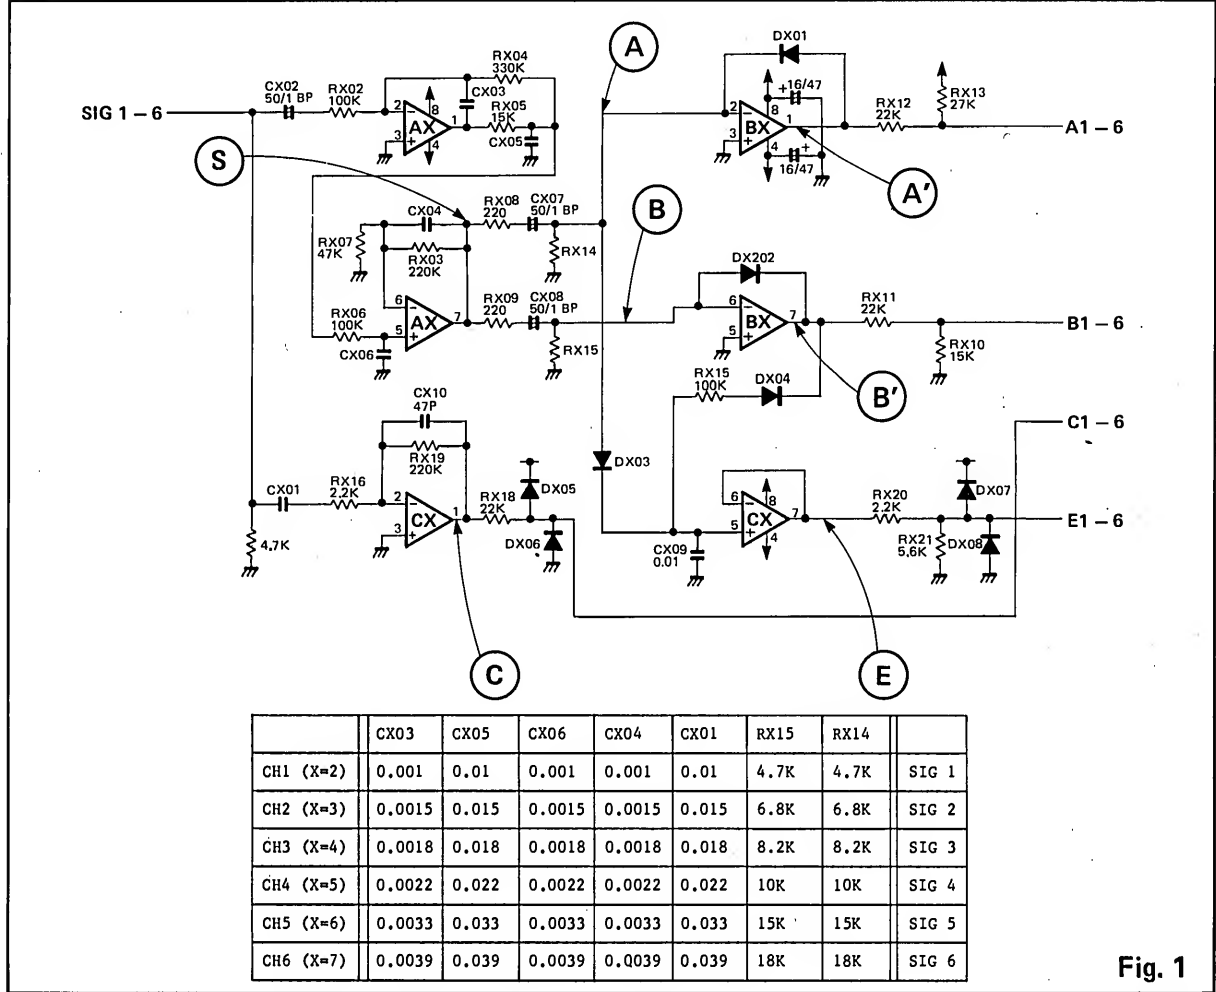 A
DX01
RX04
330K
CX02
50/1 BP
RX02
100K
CX03
RX05
15K
CX05
SIG 1 – 6
2
8
AX
1
3
4
+16/47
2
8
BX
1
3
4
+
16/47
RX12
22K
RX13
27K
A1 – 6
S
A'
CX04
RX08
220
CX07
50/1 BP
B
RX07
47K
RX03
220K
RX14
DX202
RX06
100K
CX06
6
AX
7
5
RX09
220
CX08
50/1 BP
RX15
6
BX
7
5
RX11
22K
RX10
15K
B1-6
RX15
100K
DX04
B'
C1 – 6
CX10
47P
RX19
220K
DX03
CX01
RX16
2.2K
2
CX
1
3
RX18
22K
DX05
DX06
4.7K
CX09
0.01
6
8
CX
7
5
4
RX20
2.2K
DX07
RX21
5.6K
DX08
E1 – 6
C
E
CX03 CX05 CX06 CX04 CX01 RX15 RX14
CH1 (X=2) 0.001 0.01 0.001 0.001 0.01 4.7K 4.7K SIG 1
CH2 (X=3) 0.0015 0.015 0.0015 0.0015 0.015 6.8K 6.8K SIG 2
CH3 (X=4) 0.0018 0.018 0.0018 0.0018 0.018 8.2K 8.2K SIG 3
CH4 (X=5) 0.0022 0.022 0.0022 0.0022 0.022 10K 10K SIG 4
CH5 (X=6) 0.0033 0.033 0.0033 0.0033 0.033 15K 15K SIG 5
CH6 (X=7) 0.0039 0.039 0.0039 0.0039 0.039 18K 18K SIG 6
Fig. 1